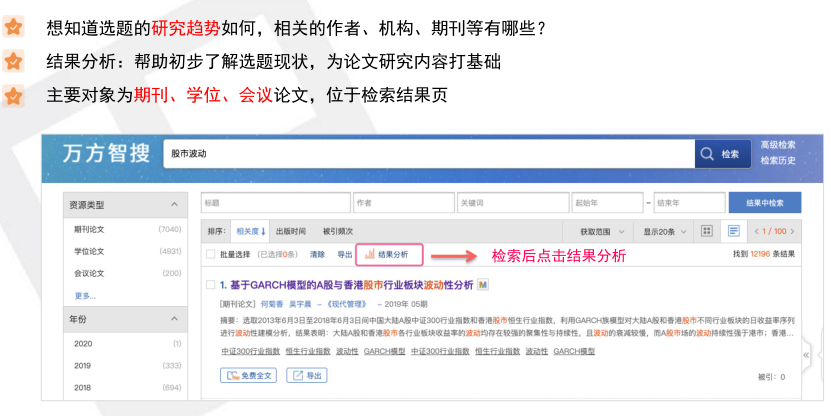 想知道选题的研究趋势如何，相关的作者、机构、期刊等有哪些？
结果分析：帮助初步了解选题现状，为论文研究内容打基础
主要对象为期刊、学位、会议论文，位于检索结果页
万方智搜
股市波动
检索
高级检索
检索历史
资源类型
期刊论文 (7040)
学位论文 (4931)
会议论文 (200)
更多...
年份
2020 (1)
2019 (333)
2018 (694)
标题 作者 关键词 起始年 - 结束年 结果中检索
排序： 相关度 出版时间 被引频次 获取范围 显示20条 < 1 / 100 >
批量选择 (已选择0条) 清除 导出 结果分析 检索后点击结果分析 找到 12196 条结果
1. 基于GARCH模型的A股与香港股市行业板块波动性分析 M
[期刊论文] 何菊香 吴宇晨 - 《现代管理》 - 2019年 05期
摘要：选取2013年6月3日至2018年6月3日间中国大陆A股中证300行业指数和香港股市恒生行业指数，利用GARCH族模型对大陆A股和香港股市不同行业板块的日收益率序列
进行波动性建模分析，结果表明：大陆A股和香港股市各行业板块收益率的波动均存在较强的聚集性与持续性，且波动的衰减较慢，而A股市场的波动持续性强于港市；香港...
中证300行业指数 恒生行业指数 波动性 GARCH模型 中证300行业指数 恒生行业指数 波动性 GARCH模型
免费全文 导出 被引：0